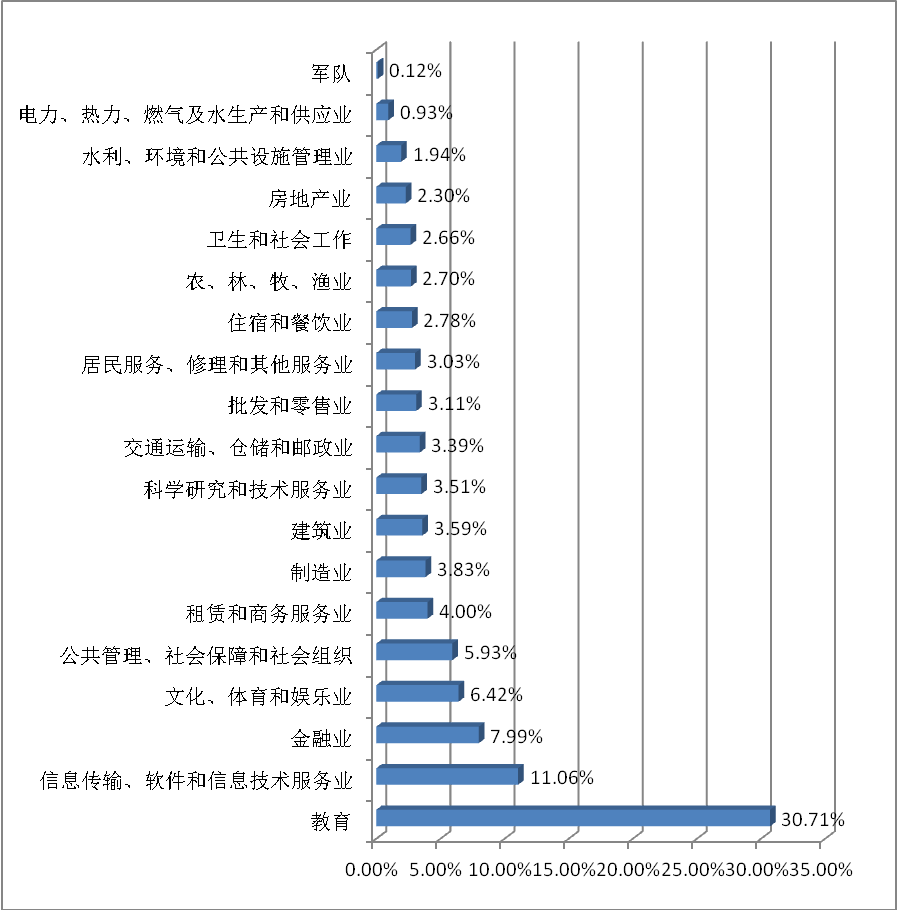 军队 0.12%
电力、热力、燃气及水生产和供应业 0.93%
水利、环境和公共设施管理业 1.94%
房地产业 2.30%
卫生和社会工作 2.66%
农、林、牧、渔业 2.70%
住宿和餐饮业 2.78%
居民服务、修理和其他服务业 3.03%
批发和零售业 3.11%
交通运输、仓储和邮政业 3.39%
科学研究和技术服务业 3.51%
建筑业 3.59%
制造业 3.83%
租赁和商务服务业 4.00%
公共管理、社会保障和社会组织 5.93%
文化、体育和娱乐业 6.42%
金融业 7.99%
信息传输、软件和信息技术服务业 11.06%
教育 30.71%
0.00% 5.00% 10.00% 15.00% 20.00% 25.00% 30.00% 35.00%